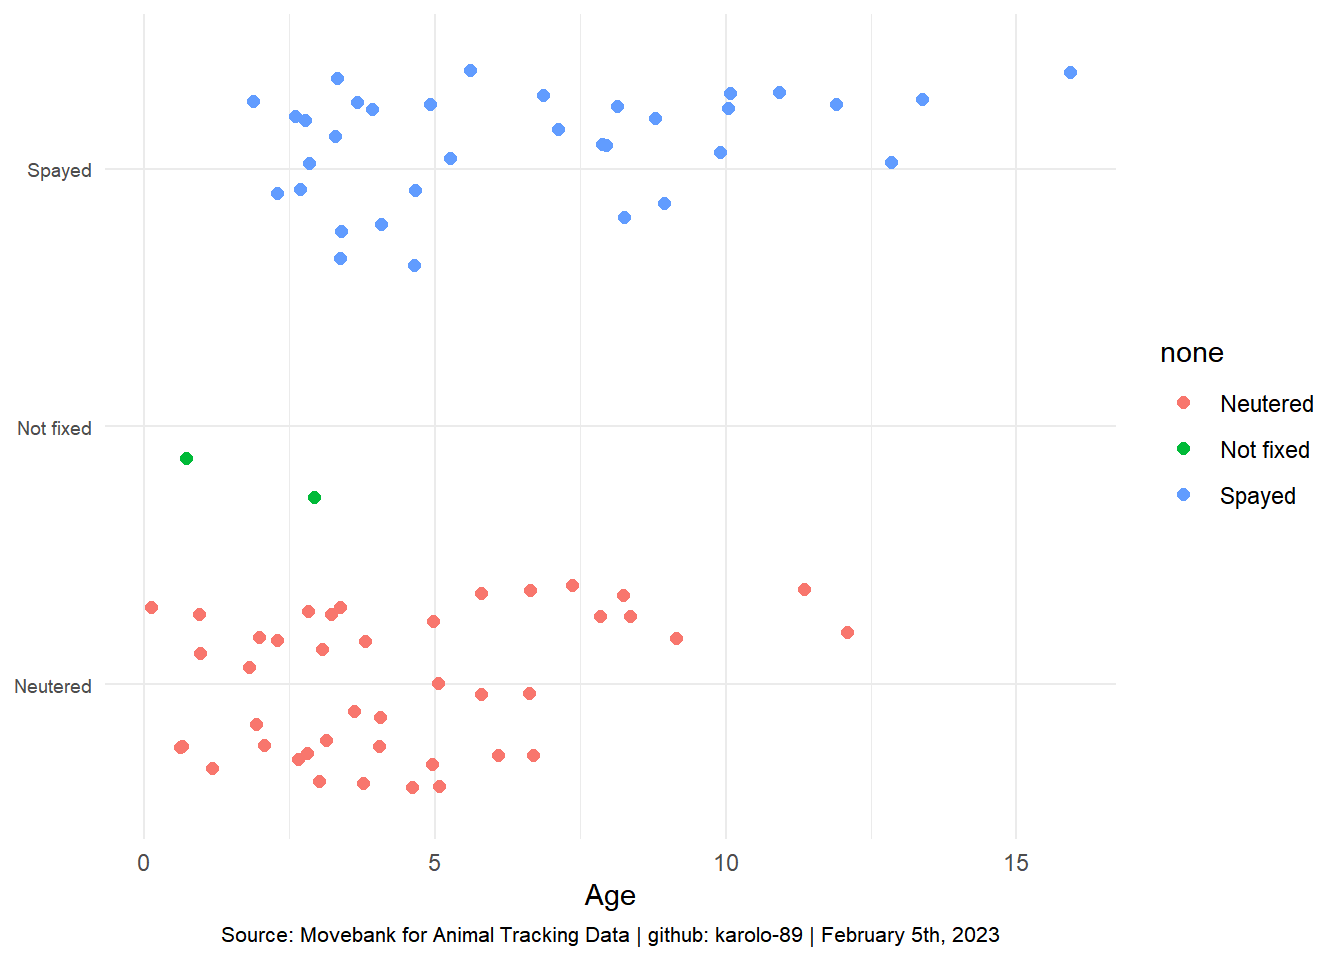 Spayed
Not fixed
Neutered
none
Neutered
Not fixed
Spayed
0 5 10 15
Age
Source: Movebank for Animal Tracking Data | github: karolo-89 | February 5th, 2023